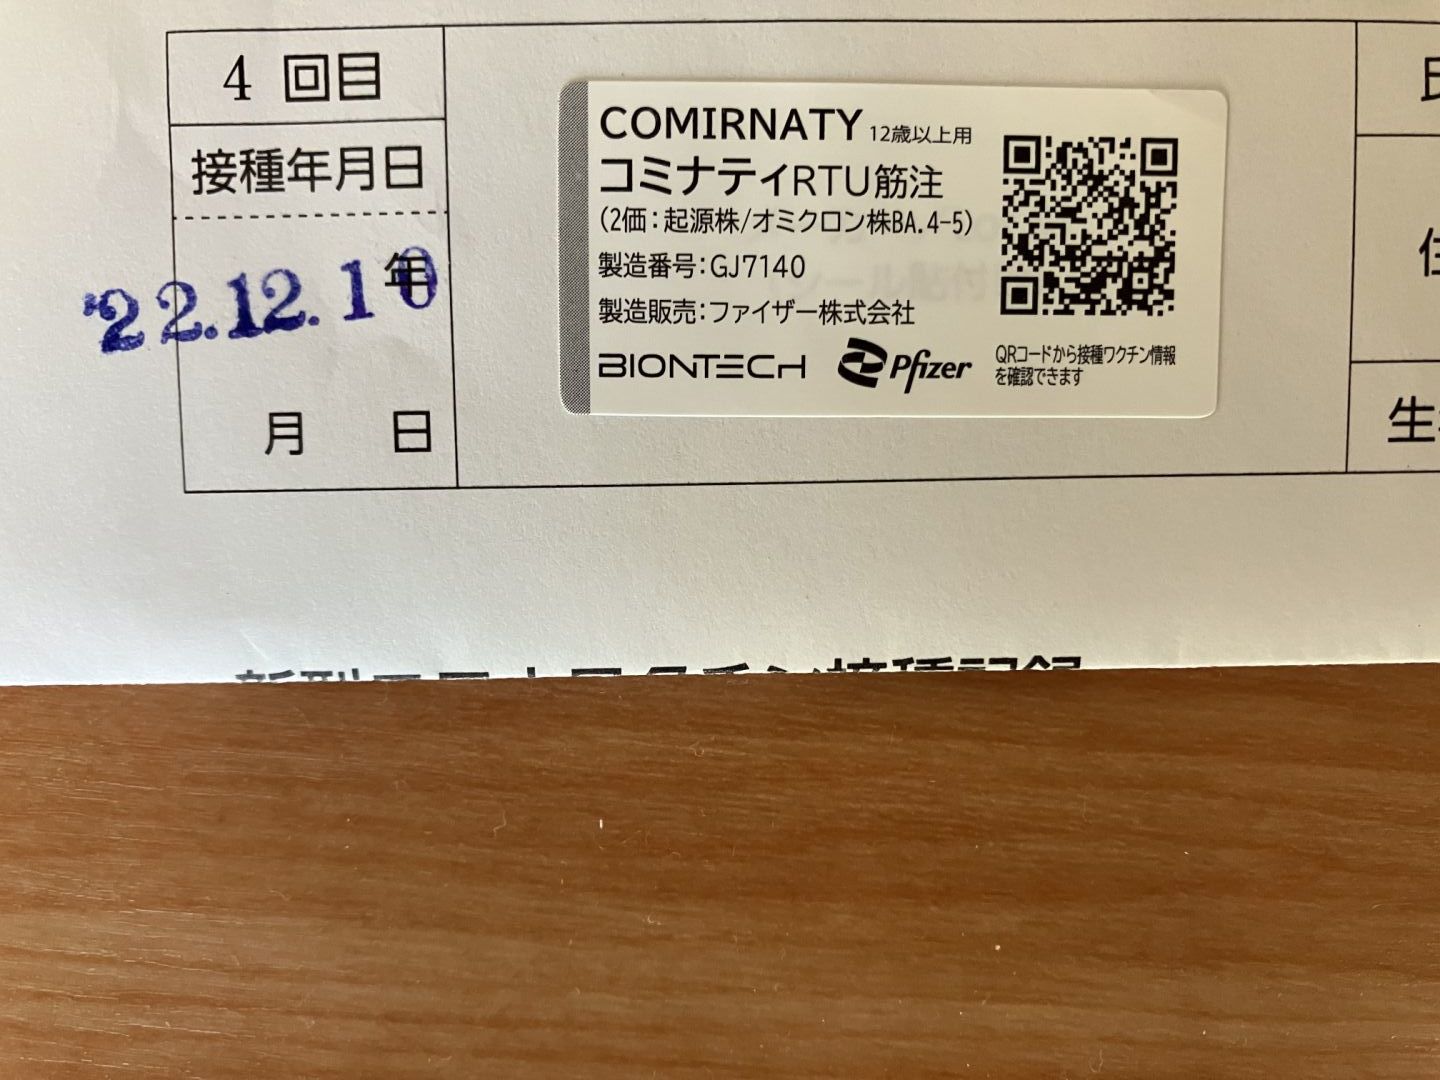 4 回目
接種年月日
'22.12.10
年
月 日
COMIRNATY 12歳以上用
コミナティRTU筋注
(2価：起源株/オミクロン株BA.4-5)
製造番号：GJ7140
製造販売：ファイザー株式会社
BIONTECH Pfizer
QRコードから接種ワクチン情報
を確認できます
住
生